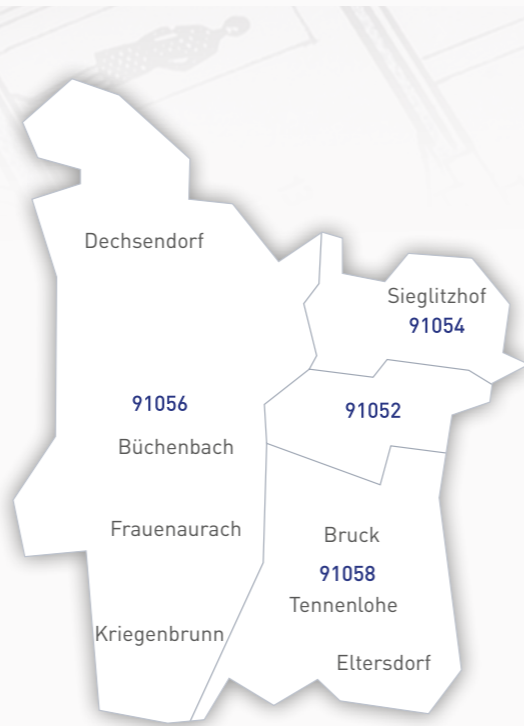 Dechsendorf
Sieglitzhof
91054
91056
91052
Büchenbach
Frauenaurach
Bruck
91058
Tennenlohe
Kriegenbrunn
Eltersdorf